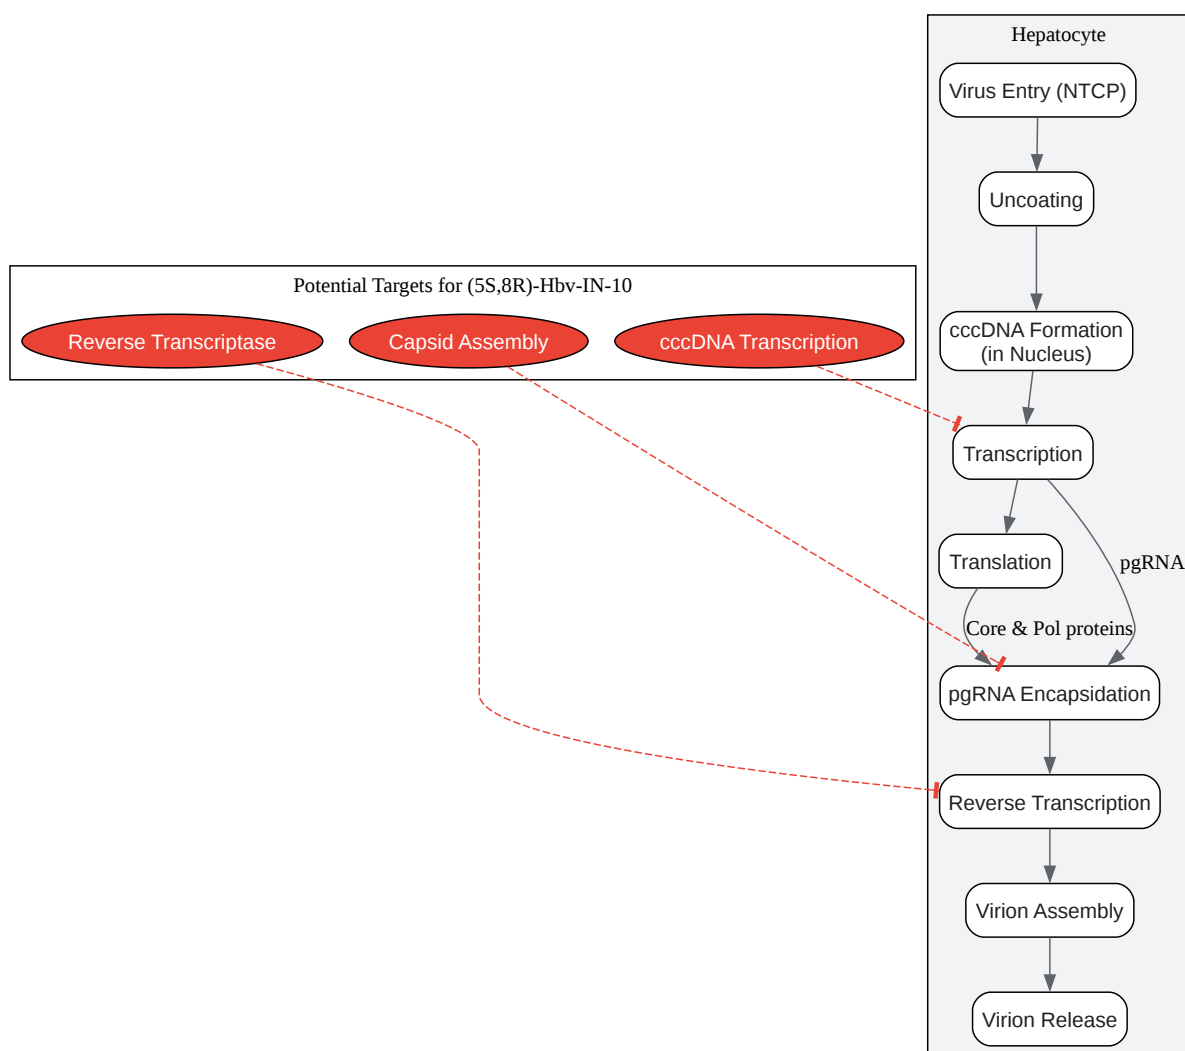 Hepatocyte
Virus Entry (NTCP)
Uncoating
Potential Targets for (5S,8R)-Hbv-IN-10
Reverse Transcriptase
Capsid Assembly
cccDNA Transcription
cccDNA Formation
(in Nucleus)
Transcription
Translation
pgRNA
Core & Pol proteins
pgRNA Encapsidation
Reverse Transcription
Virion Assembly
Virion Release